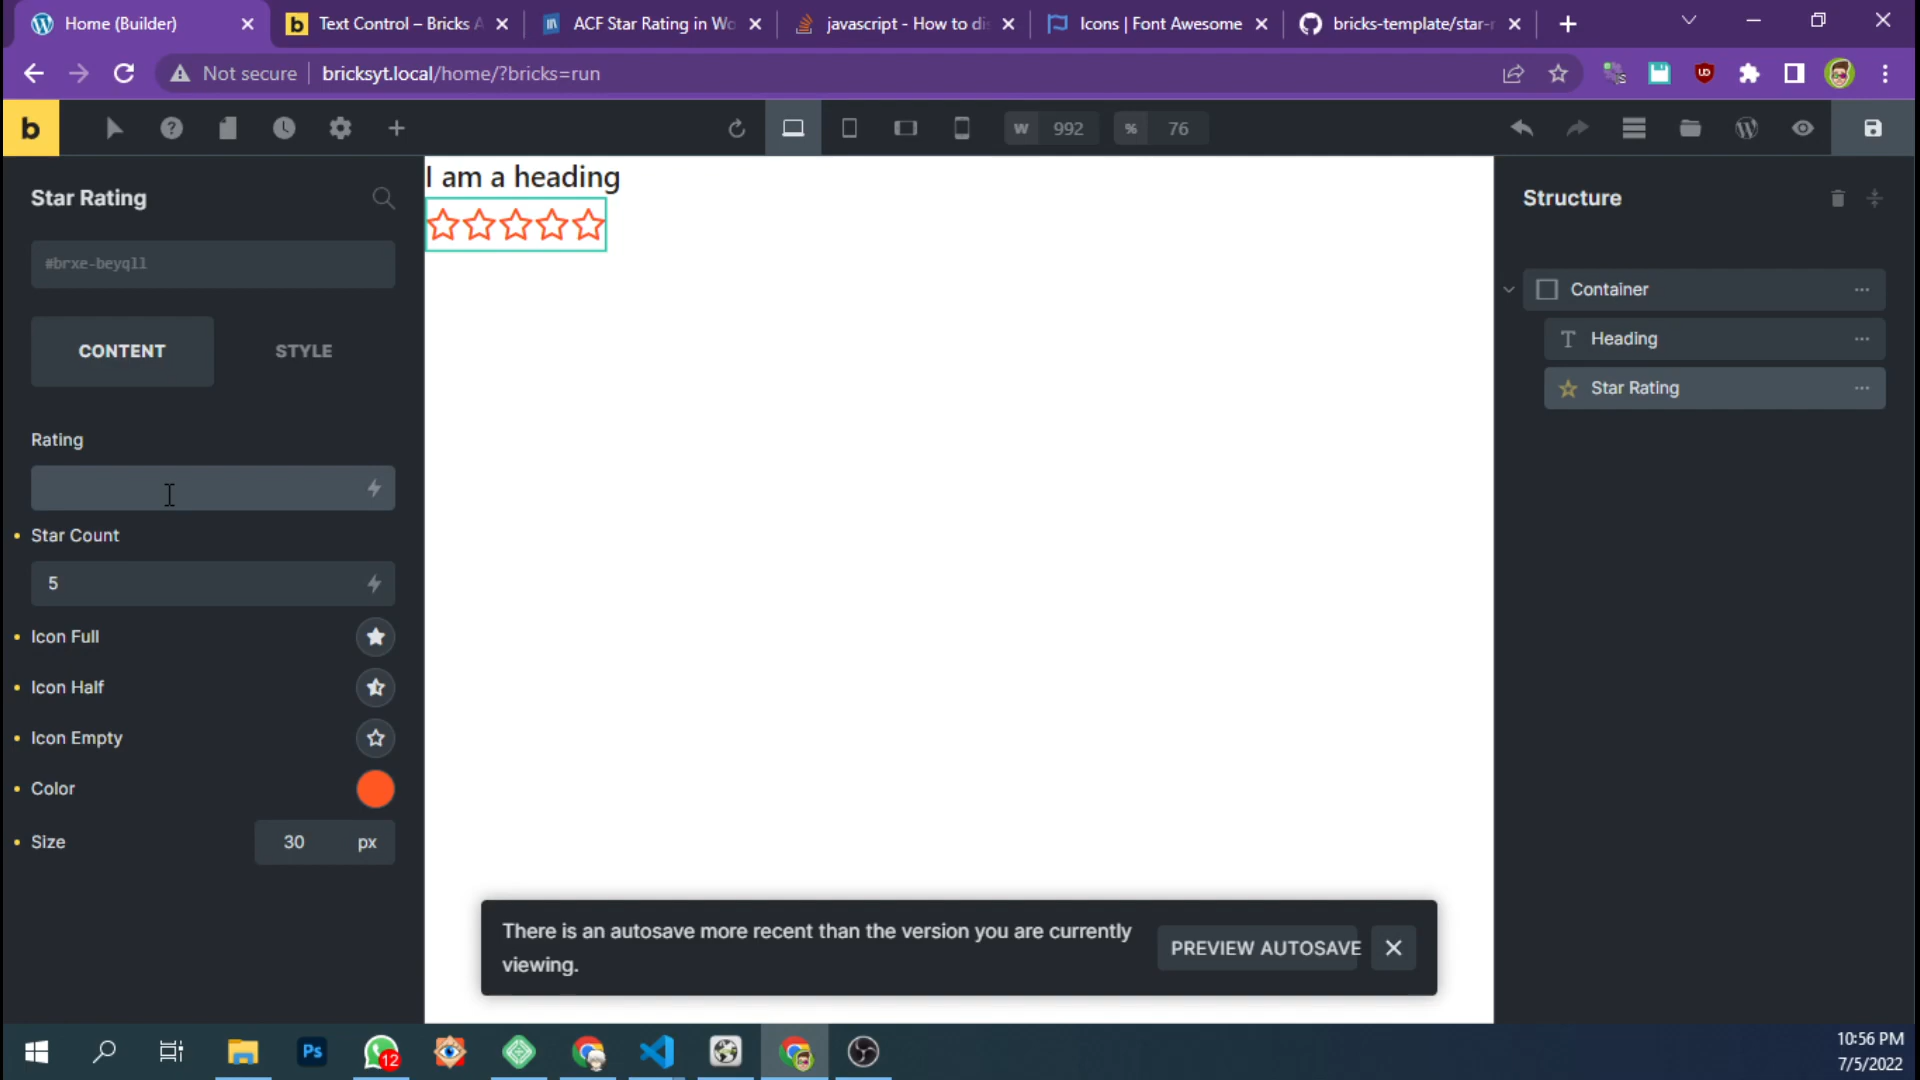 Home (Builder)
Text Control – Bricks A
ACF Star Rating in Wo
javascript - How to di
Icons | Font Awesome
bricks-template/star-r
Not secure
bricksyt.local/home/?bricks=run
b
W 992
% 76
Star Rating
#brxe-beyqll
CONTENT
STYLE
Rating
Star Count
5
Icon Full
Icon Half
Icon Empty
Color
Size
30 px
I am a heading
There is an autosave more recent than the version you are currently
viewing.
PREVIEW AUTOSAVE
Structure
Container
Heading
Star Rating
Ps
12
10:56 PM
7/5/2022